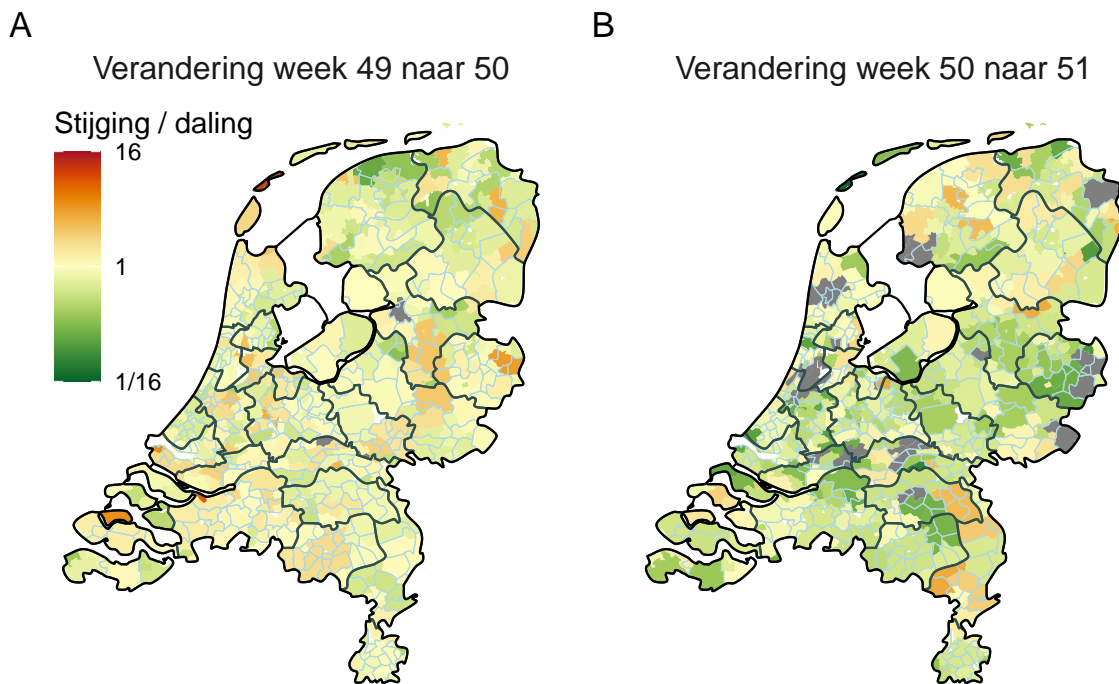 A
Verandering week 49 naar 50
Stijging / daling
16
1
1/16
B
Verandering week 50 naar 51